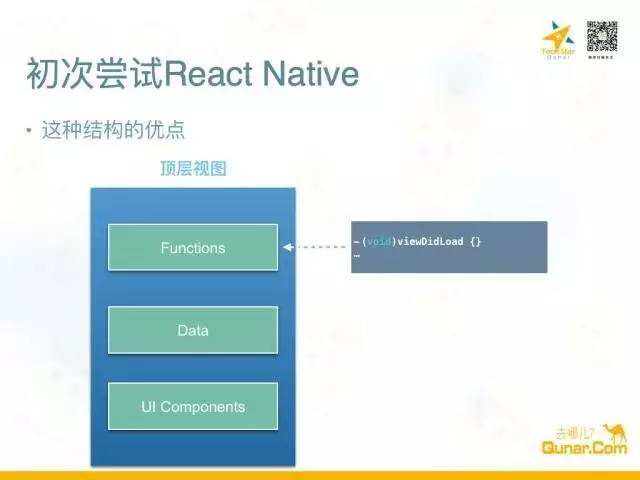 Tech Star
Qunar
初次尝试React Native
• 这种结构的优点
顶层视图
Functions
-(void)viewDidLoad {}
…
Data
UI Components
去哪儿?
Qunar.Com